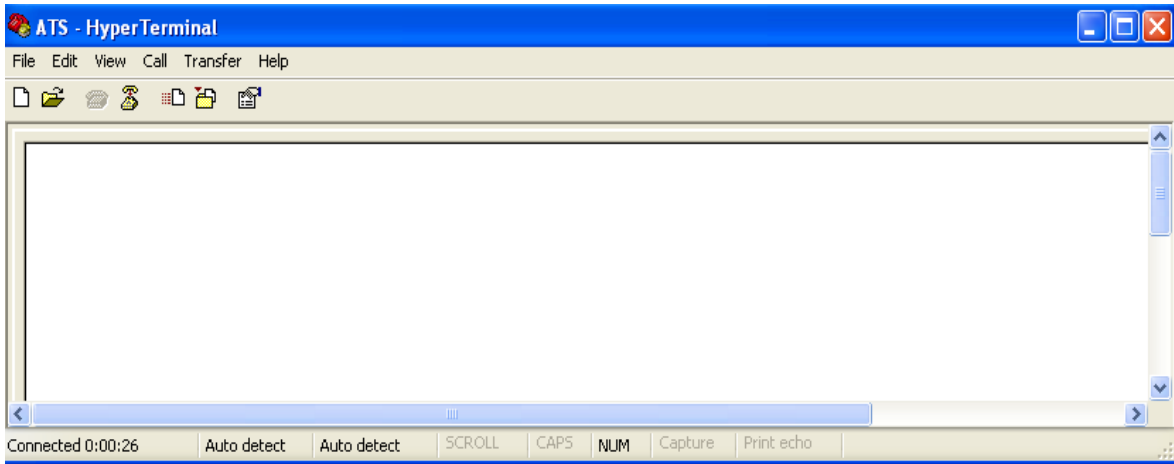 ATS - HyperTerminal
File Edit View Call Transfer Help
Connected 0:00:26 Auto detect Auto detect SCROLL CAPS NUM Capture Print echo